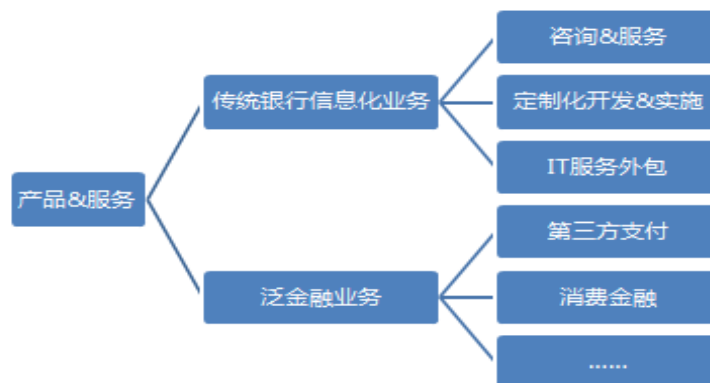 产品&服务
传统银行信息化业务
咨询&服务
定制化开发&实施
IT服务外包
泛金融业务
第三方支付
消费金融
......